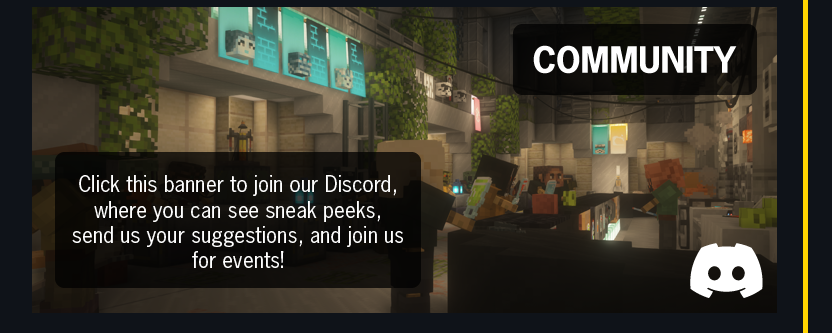 COMMUNITY
Click this banner to join our Discord,
where you can see sneak peeks,
send us your suggestions, and join us
for events!